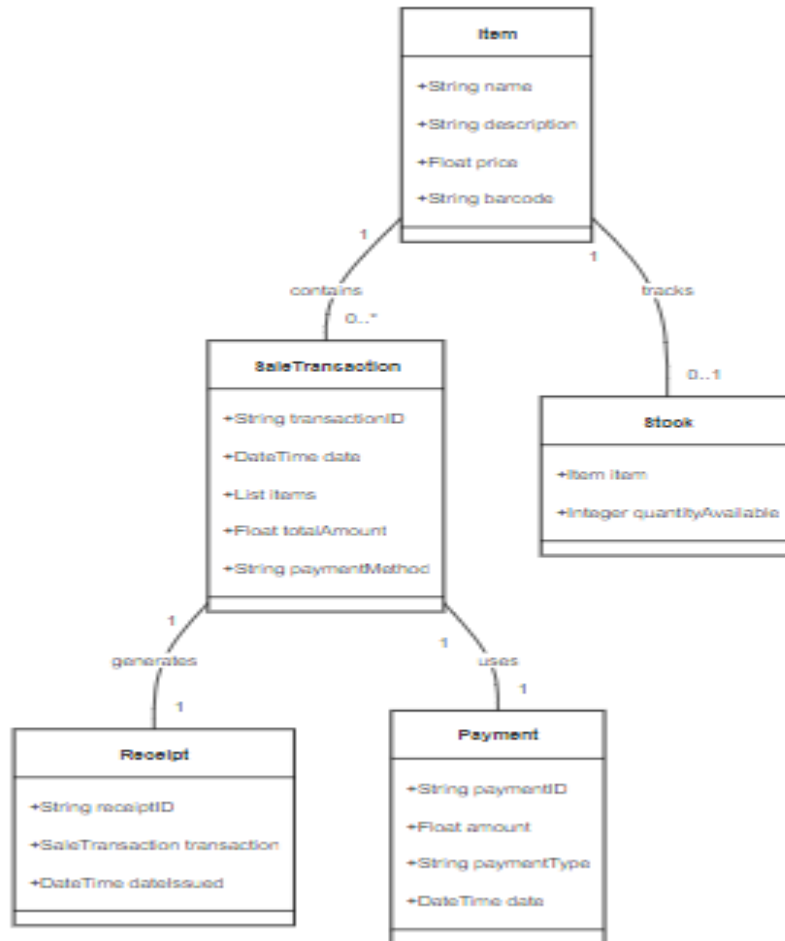 Item
+String name
+String description
+Float price
+String barcode
1
1
contains
tracks
0..*
0..1
SaleTransaction
+String transactionID
+DateTime date
+List items
+Float totalAmount
+String paymentMethod
Stock
+Item item
+Integer quantityAvailable
1
1
generates
uses
1
1
Receipt
+String receiptID
+SaleTransaction transaction
+DateTime dateIssued
Payment
+String paymentID
+Float amount
+String paymentType
+DateTime date